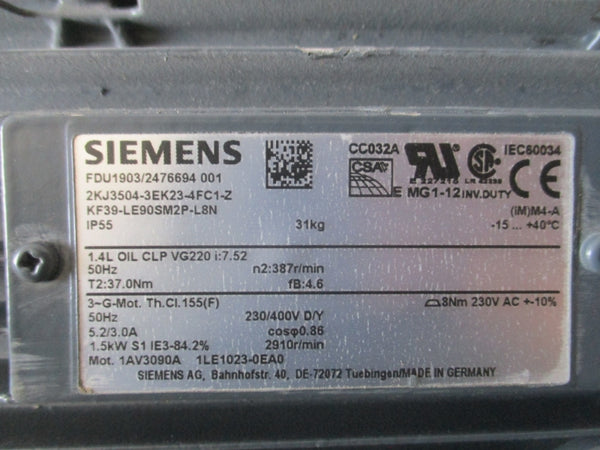 SIEMENS
CC032A
IEC60034
FDU1903/2476694 001
2KJ3504-3EK23-4FC1-Z
CSA
E MG1-12 INV.DUTY
CE
KF39-LE90SM2P-L8N
(IM)M4-A
IP55 31kg -15 ... +40°C
1.4L OIL CLP VG220 i:7.52
50Hz n2:387r/min
T2:37.0Nm fB:4.6
3~G-Mot. Th.Cl.155(F) 8Nm 230V AC +-10%
50Hz 230/400V D/Y
5.2/3.0A cosφ0.86
1.5kW S1 IE3-84.2% 2910r/min
Mot. 1AV3090A 1LE1023-0EA0
SIEMENS AG, Bahnhofstr. 40, DE-72072 Tuebingen/MADE IN GERMANY